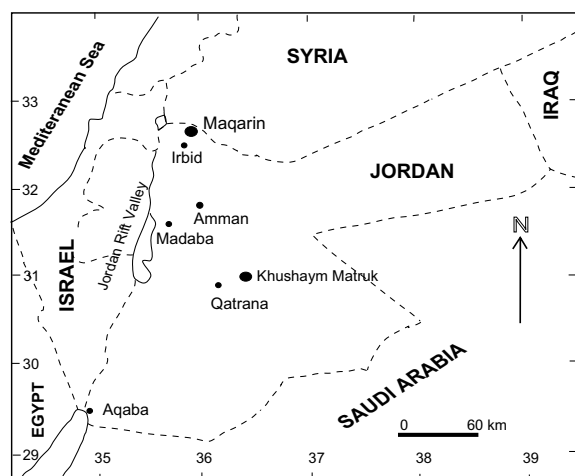 SYRIA
IRAQ
Mediteranean Sea
33
Maqarin
Irbid
JORDAN
32
Jordan Rift Valley
Amman
Madaba
N
ISRAEL
31
Khushaym Matruk
Qatrana
30
SAUDI ARABIA
EGYPT
Aqaba
0 60 km
29
35 36 37 38 39